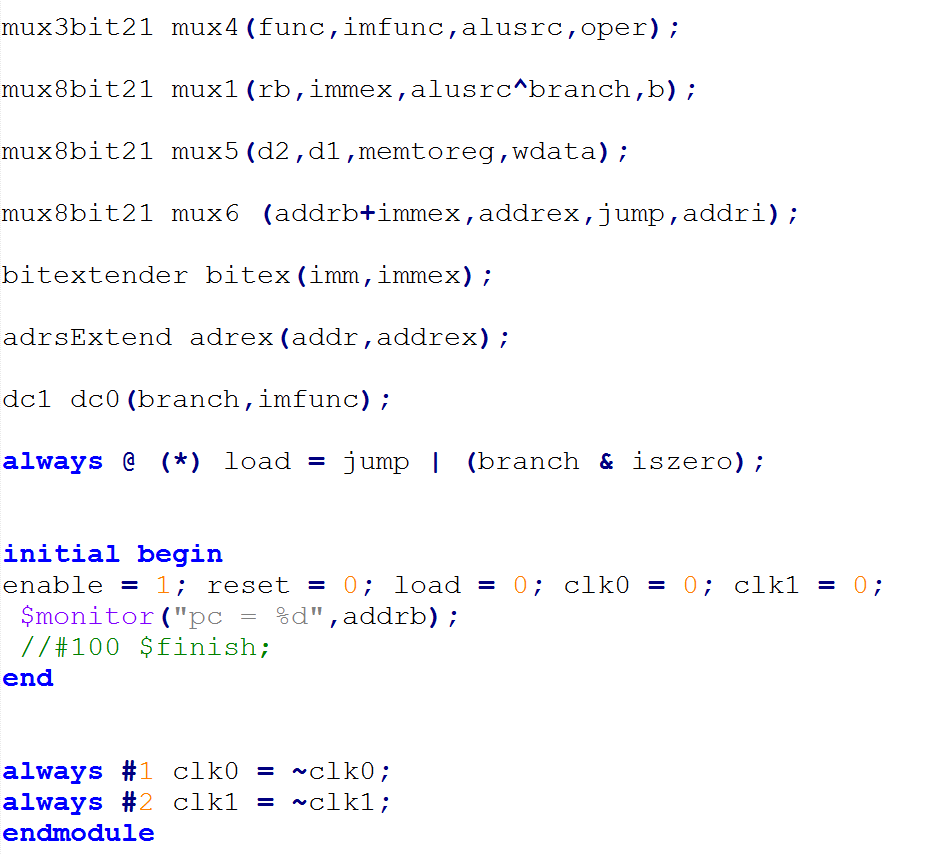 mux3bit21 mux4(func,imfunc,alusrc,oper);
mux8bit21 mux1(rb,immex,alusrc^branch,b);
mux8bit21 mux5(d2,d1,memtoreg,wdata);
mux8bit21 mux6 (addrb+immex,addrex,jump,addri);
bitextender bitex(imm,immex);
adrsExtend adrex(addr,addrex);
dc1 dc0(branch,imfunc);
always @ (*) load = jump | (branch & iszero);
initial begin
enable = 1; reset = 0; load = 0; clk0 = 0; clk1 = 0;
$monitor("pc = %d",addrb);
//#100 $finish;
end
always #1 clk0 = ~clk0;
always #2 clk1 = ~clk1;
endmodule